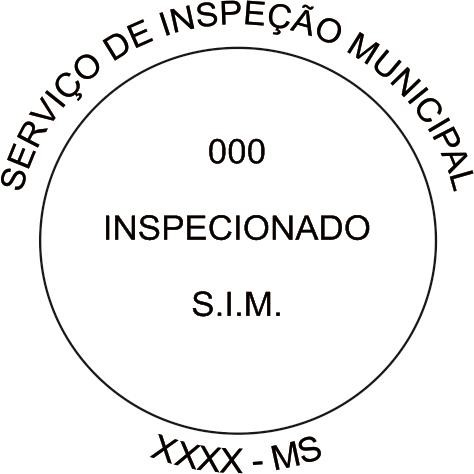 SERVIÇO DE INSPEÇÃO MUNICIPAL
000
INSPECIONADO
S.I.M.
XXXX - MS